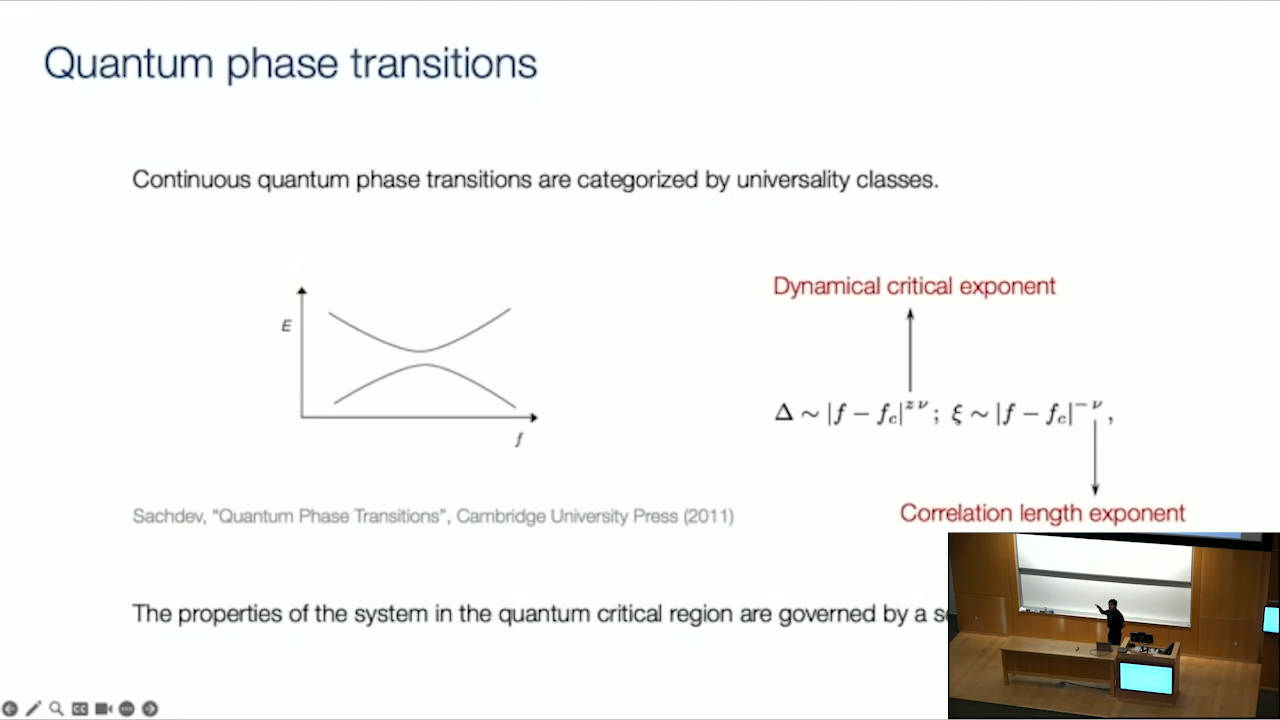 Quantum phase transitions
Continuous quantum phase transitions are categorized by universality classes.
Dynamical critical exponent
E
Δ ∼ |f − f_c|^{zν} ; ξ ∼ |f − f_c|^{−ν} ,
f
Sachdev, “Quantum Phase Transitions”, Cambridge University Press (2011)
Correlation length exponent
The properties of the system in the quantum critical region are governed by a